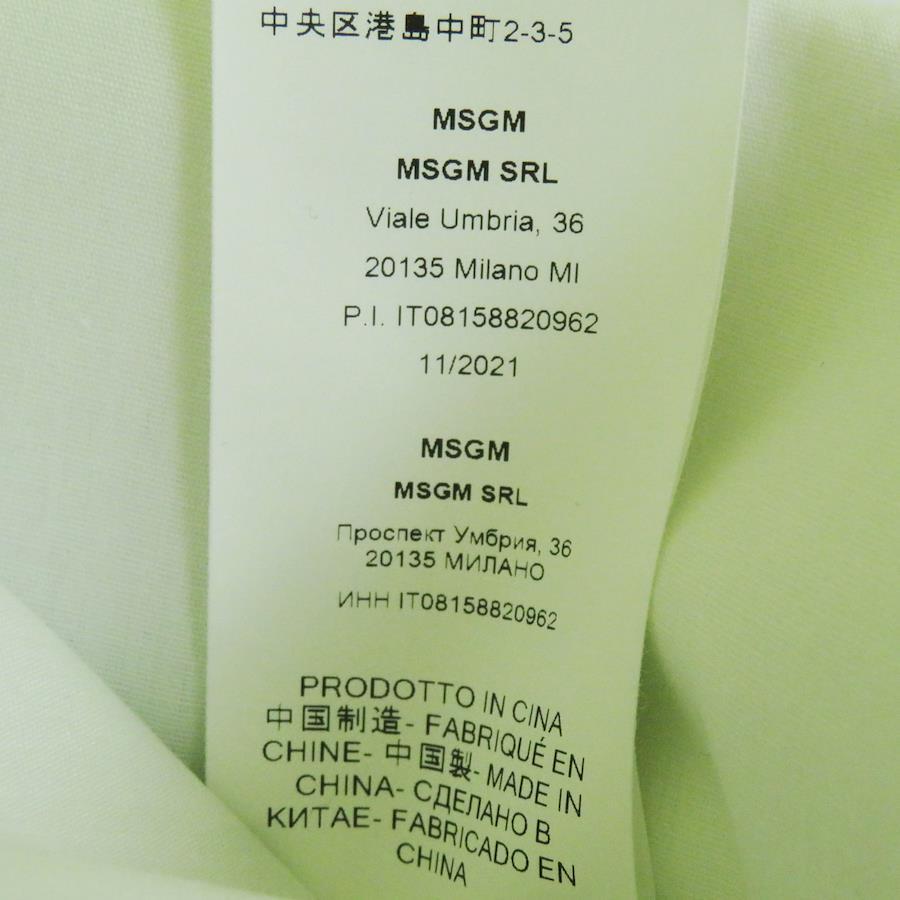 中央区港島中町2-3-5
MSGM
MSGM SRL
Viale Umbria, 36
20135 Milano MI
P.I. IT08158820962
11/2021
MSGM
MSGM SRL
Проспект Умбрия, 36
20135 МИЛАНО
ИНН IT08158820962
PRODOTTO IN CINA
中国制造- FABRIQUÉ EN
CHINE- 中国製- MADE IN
CHINA- СДЕЛАНО В
КИТАЕ- FABRICADO EN
CHINA